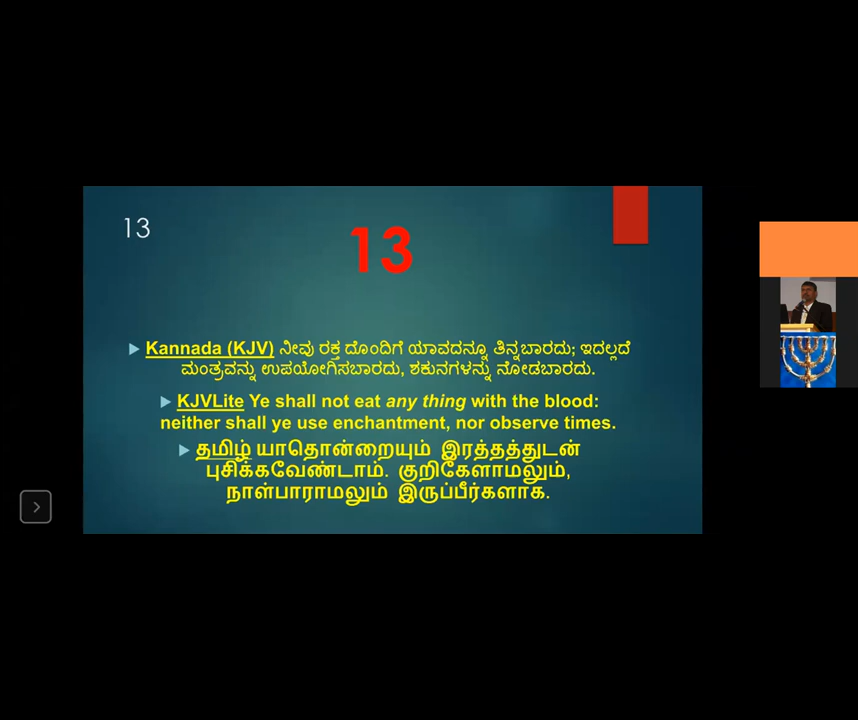 13
13
Kannada (KJV) ನೀವು ರಕ್ತ ದೊಂದಿಗೆ ಯಾವದನ್ನೂ ತಿನ್ನಬಾರದು; ಇದಲ್ಲದೆ
ಮಂತ್ರವನ್ನು ಉಪಯೋಗಿಸಬಾರದು, ಶಕುನಗಳನ್ನು ನೋಡಬಾರದು.
KJVLite Ye shall not eat any thing with the blood:
neither shall ye use enchantment, nor observe times.
தமிழ் யாதொன்றையும் இரத்தத்துடன்
புசிக்கவேண்டாம். குறிகேளாமலும்,
நாள்பாராமலும் இருப்பீர்களாக.